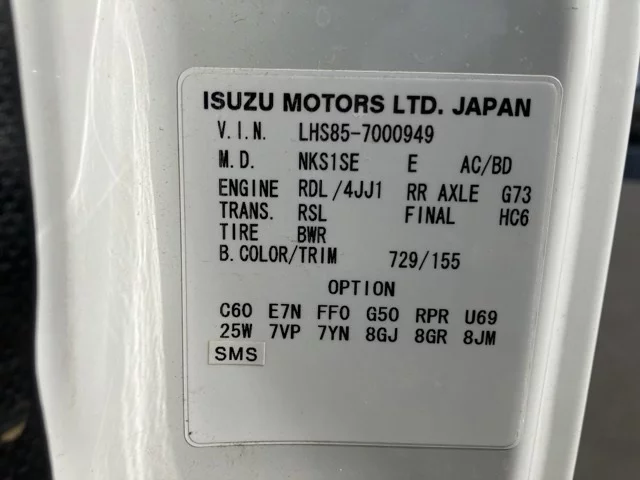 ISUZU MOTORS LTD. JAPAN
V.I.N. LHS85-7000949
M.D. NKS1SE E AC/BD
ENGINE RDL/4JJ1 RR AXLE G73
TRANS. RSL FINAL HC6
TIRE BWR
B.COLOR/TRIM 729/155
OPTION
C60 E7N FF0 G50 RPR U69
25W 7VP 7YN 8GJ 8GR 8JM
SMS